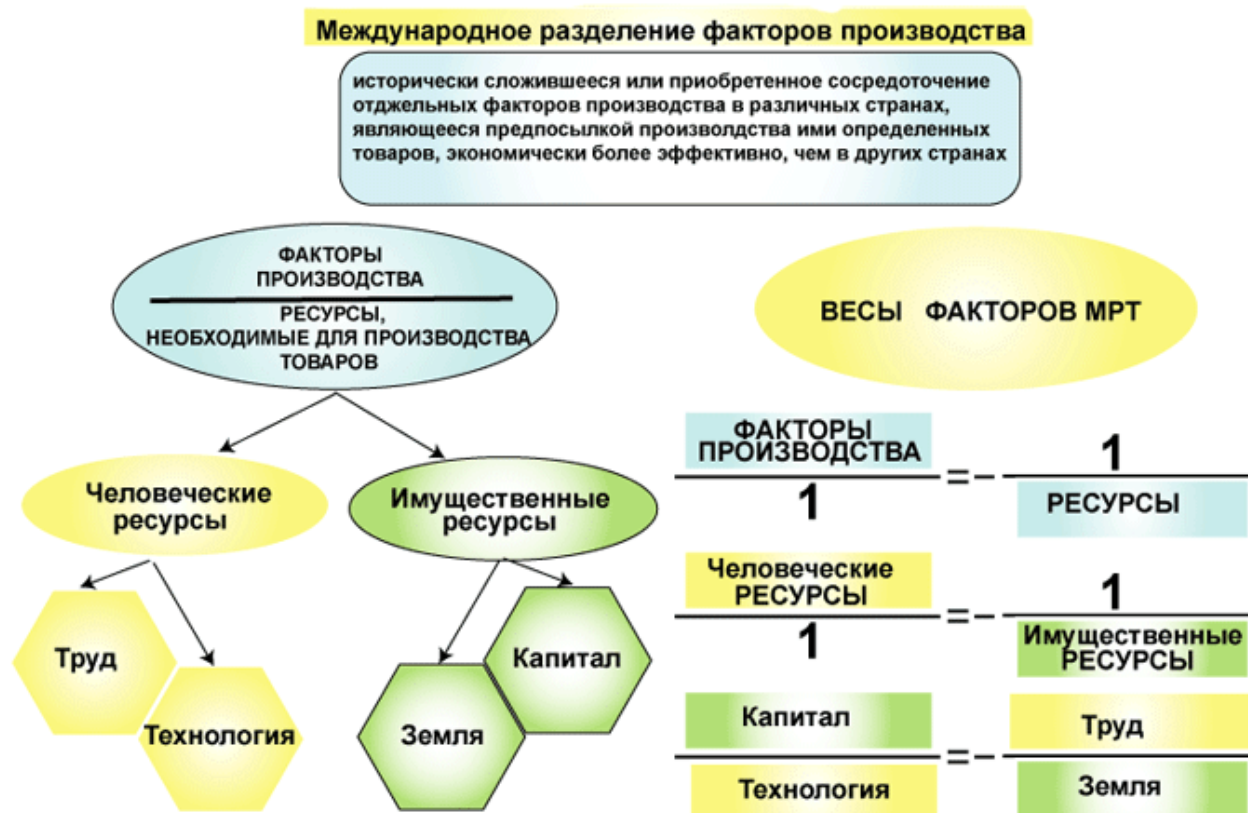 Международное разделение факторов производства
исторически сложившееся или приобретенное сосредоточение
отджельных факторов производства в различных странах,
являющееся предпосылкой произволдства ими определенных
товаров, экономически более эффективно, чем в других странах
ФАКТОРЫ
ПРОИЗВОДСТВА
РЕСУРСЫ,
НЕОБХОДИМЫЕ ДЛЯ ПРОИЗВОДСТВА
ТОВАРОВ
Человеческие
ресурсы
Имущественные
ресурсы
Труд
Технология
Земля
Капитал
ВЕСЫ ФАКТОРОВ МРТ
ФАКТОРЫ
ПРОИЗВОДСТВА
1
=-
1
РЕСУРСЫ
Человеческие
РЕСУРСЫ
1
=-
1
Имущественные
РЕСУРСЫ
Капитал
Технология
=-
Труд
Земля